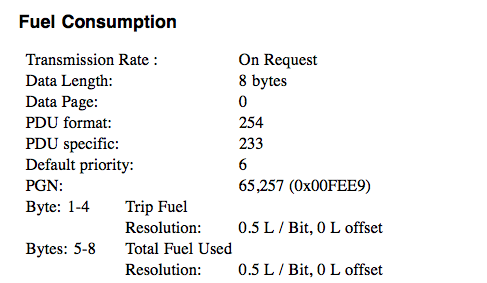 Fuel Consumption
Transmission Rate : On Request
Data Length: 8 bytes
Data Page: 0
PDU format: 254
PDU specific: 233
Default priority: 6
PGN: 65,257 (0x00FEE9)
Byte: 1-4 Trip Fuel
Resolution: 0.5 L / Bit, 0 L offset
Bytes: 5-8 Total Fuel Used
Resolution: 0.5 L / Bit, 0 L offset